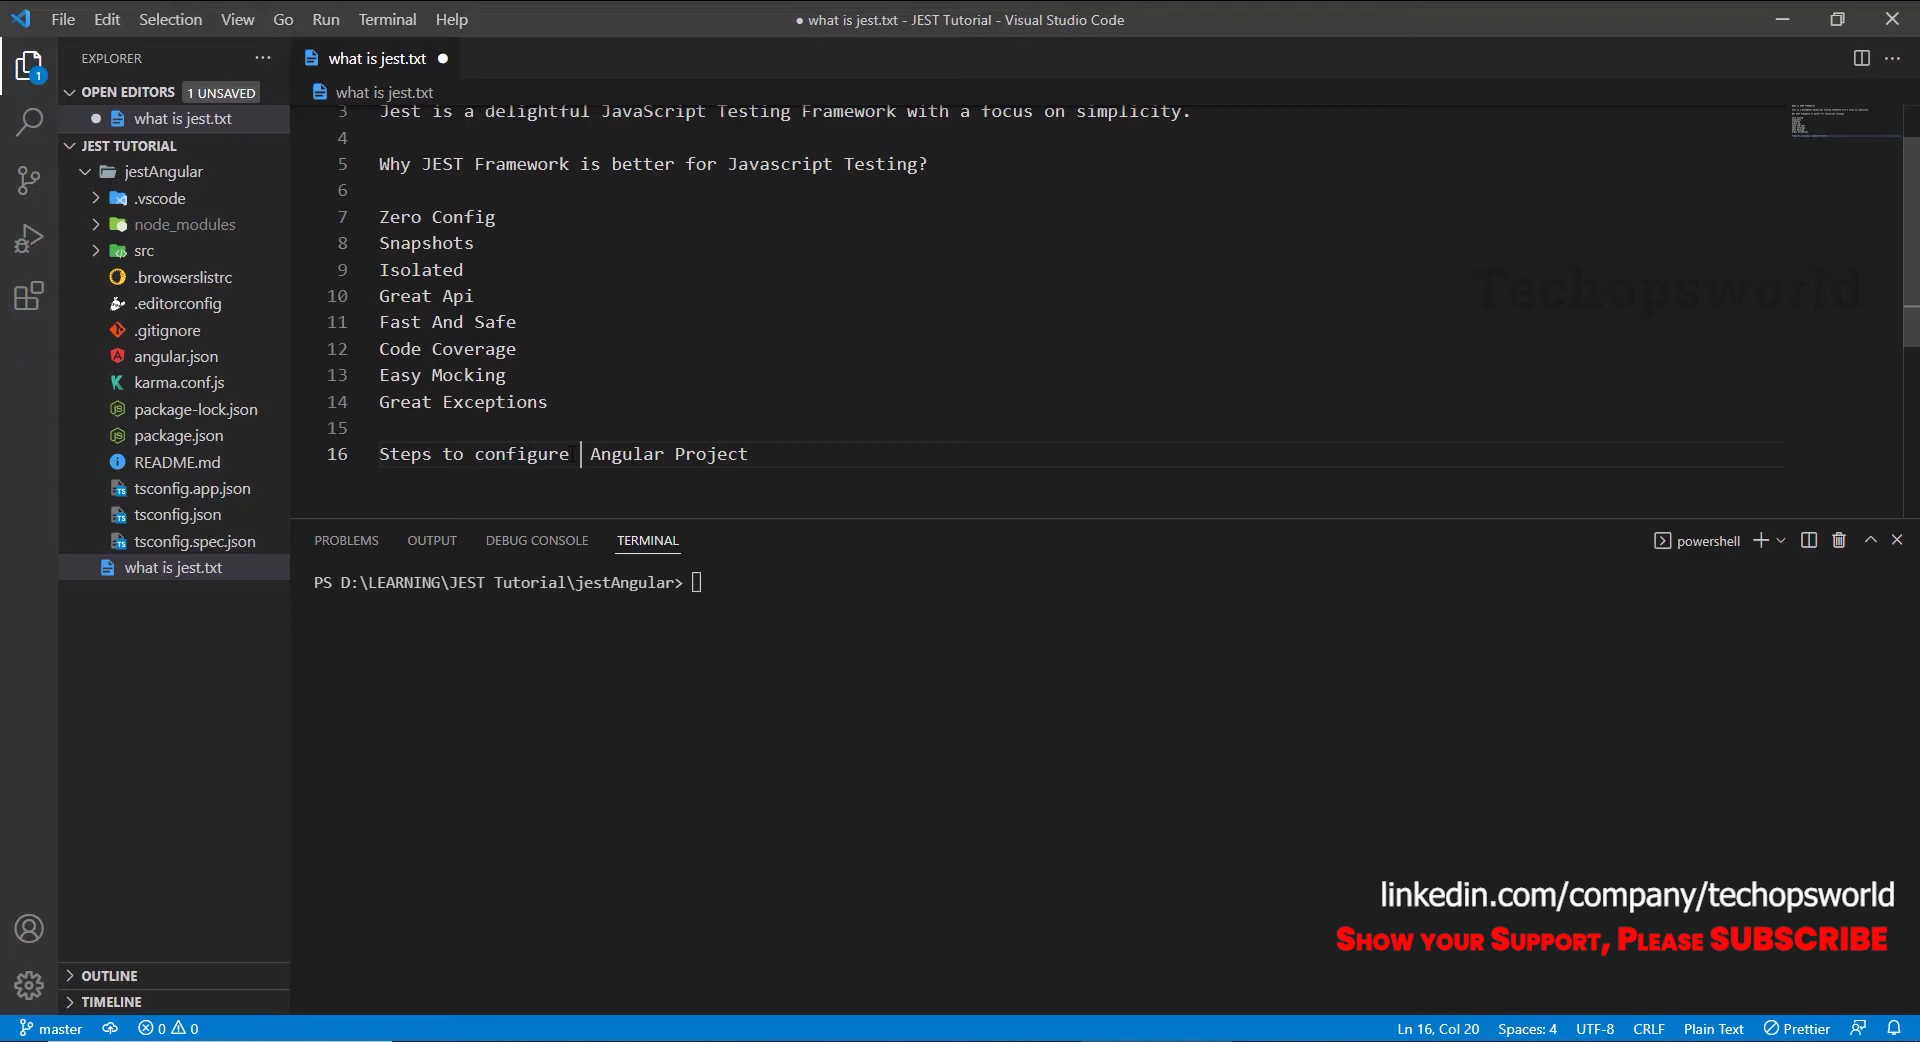 File Edit Selection View Go Run Terminal Help
● what is jest.txt - JEST Tutorial - Visual Studio Code
EXPLORER
what is jest.txt
1
OPEN EDITORS 1 UNSAVED
what is jest.txt
what is jest.txt
JEST TUTORIAL
jestAngular
.vscode
node_modules
src
.browserslistrc
.editorconfig
.gitignore
angular.json
karma.conf.js
package-lock.json
package.json
README.md
tsconfig.app.json
tsconfig.json
tsconfig.spec.json
what is jest.txt
OUTLINE
TIMELINE
3 Jest is a delightful JavaScript Testing Framework with a focus on simplicity.
4
5 Why JEST Framework is better for Javascript Testing?
6
7 Zero Config
8 Snapshots
9 Isolated
10 Great Api
11 Fast And Safe
12 Code Coverage
13 Easy Mocking
14 Great Exceptions
15
16 Steps to configure Angular Project
Techopsworld
PROBLEMS OUTPUT DEBUG CONSOLE TERMINAL
powershell
PS D:\LEARNING\JEST Tutorial\jestAngular>
linkedin.com/company/techopsworld
Show your Support, Please SUBSCRIBE
master 0 0
Ln 16, Col 20 Spaces: 4 UTF-8 CRLF Plain Text Prettier